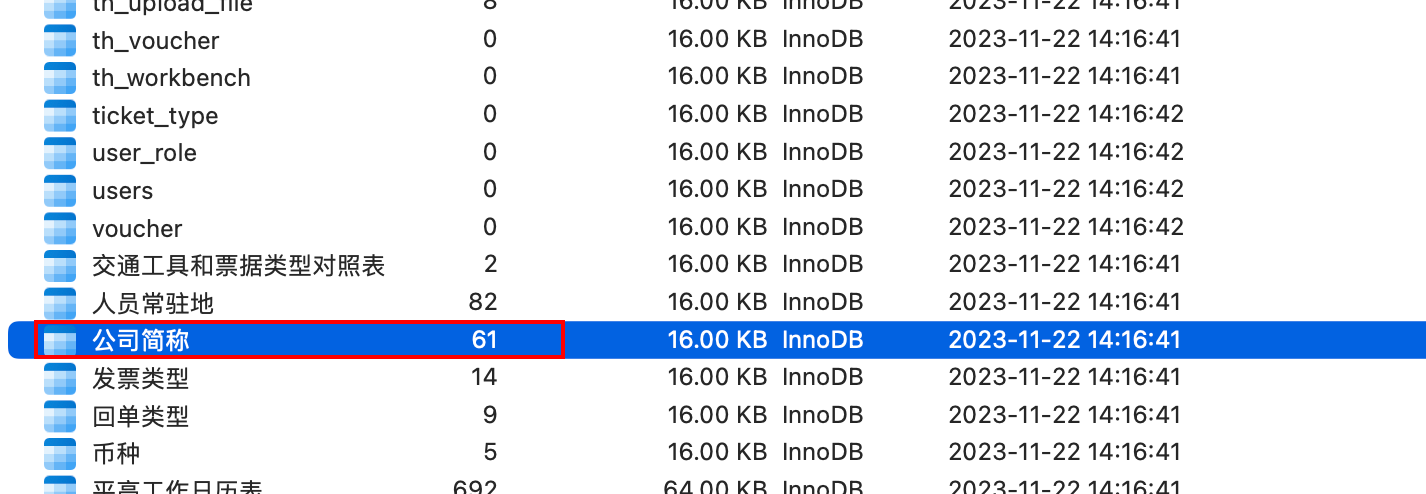 th_upload_file 8 16.00 KB InnoDB 2023-11-22 14:16:41
th_voucher 0 16.00 KB InnoDB 2023-11-22 14:16:41
th_workbench 0 16.00 KB InnoDB 2023-11-22 14:16:41
ticket_type 0 16.00 KB InnoDB 2023-11-22 14:16:42
user_role 0 16.00 KB InnoDB 2023-11-22 14:16:42
users 0 16.00 KB InnoDB 2023-11-22 14:16:42
voucher 0 16.00 KB InnoDB 2023-11-22 14:16:42
交通工具和票据类型对照表 2 16.00 KB InnoDB 2023-11-22 14:16:41
人员常驻地 82 16.00 KB InnoDB 2023-11-22 14:16:41
公司简称 61 16.00 KB InnoDB 2023-11-22 14:16:41
发票类型 14 16.00 KB InnoDB 2023-11-22 14:16:41
回单类型 9 16.00 KB InnoDB 2023-11-22 14:16:41
币种 5 16.00 KB InnoDB 2023-11-22 14:16:41
平高工作日历表 692 64.00 KB InnoDB 2023-11-22 14:16:41